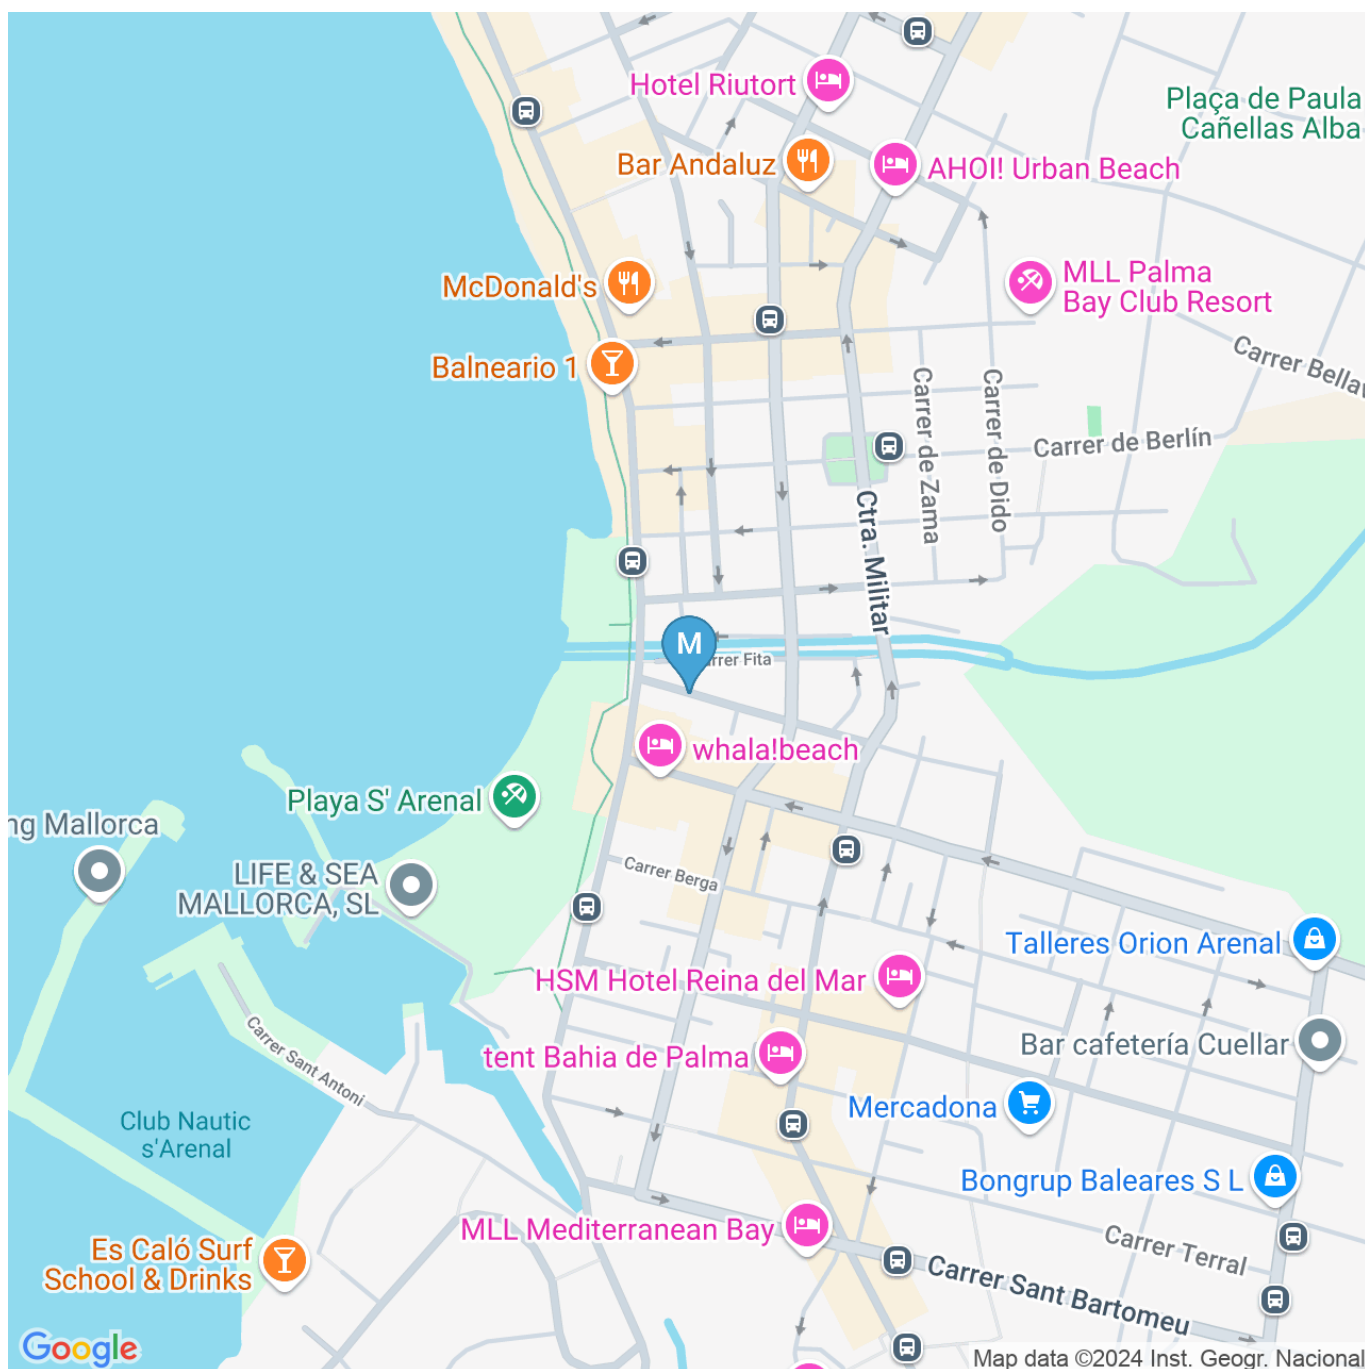 Hotel Riutort
Plaça de Paula
Cañellas Alba
Bar Andaluz
AHOI! Urban Beach
McDonald's
MLL Palma
Bay Club Resort
Balneario 1
Carrer de Zama
Carrer de Dido
Carrer de Berlín
Ctra. Militar
M
Fita
whala!beach
Playa S' Arenal
Mallorca
LIFE & SEA
MALLORCA, SL
Carrer Berga
Talleres Orion Arenal
HSM Hotel Reina del Mar
Carrer Sant Antoni
tent Bahia de Palma
Bar cafetería Cuellar
Mercadona
Club Nautic
s'Arenal
Bongrup Baleares S L
MLL Mediterranean Bay
Es Caló Surf
School & Drinks
Carrer Terral
Carrer Sant Bartomeu
Google
Map data ©2024 Inst. Geogr. Nacional